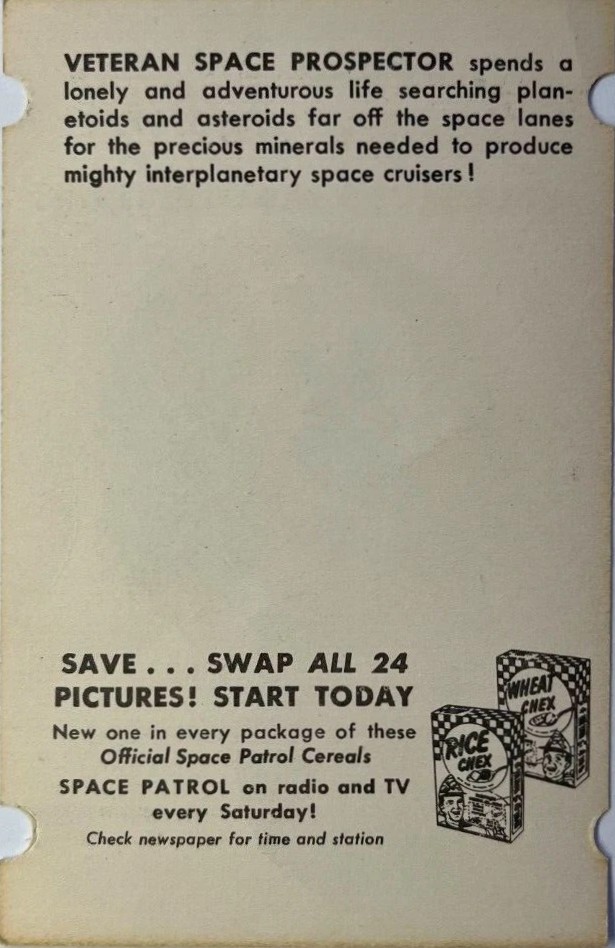 VETERAN SPACE PROSPECTOR spends a
lonely and adventurous life searching plan-
etoids and asteroids far off the space lanes
for the precious minerals needed to produce
mighty interplanetary space cruisers!
SAVE... SWAP ALL 24
PICTURES! START TODAY
New one in every package of these
Official Space Patrol Cereals
SPACE PATROL on radio and TV
every Saturday!
Check newspaper for time and station
WHEAT
CHEX
RICE
CHEX